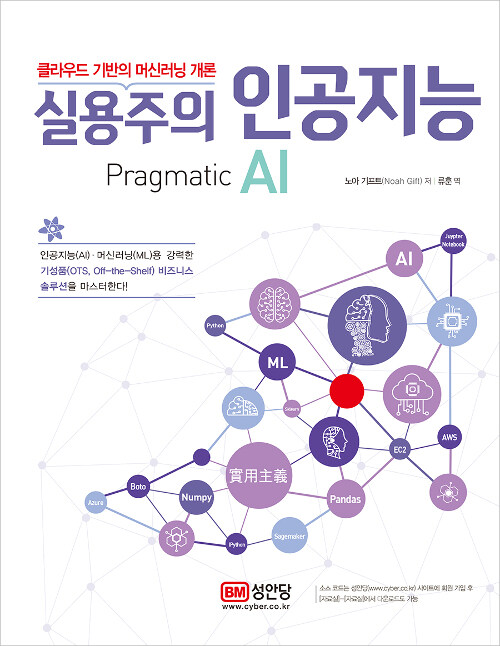 클라우드 기반의 머신러닝 개론
실용주의 인공지능
Pragmatic AI
노아 기프트(Noah Gift) 저 | 류훈 역
인공지능(AI)·머신러닝(ML)용 강력한
기성품(OTS, Off-the-Shelf) 비즈니스
솔루션을 마스터한다!
Jupyter
Notebook
AI
Python
ML
Sklearn
AWS
EC2
實用主義
Boto
Numpy
Pandas
Azure
IPython
Sagemaker
BM 성안당
www.cyber.co.kr
소스 코드는 성안당(www.cyber.co.kr) 사이트에 회원 가입 후
[자료실]-[자료실]에서 다운로드도 가능